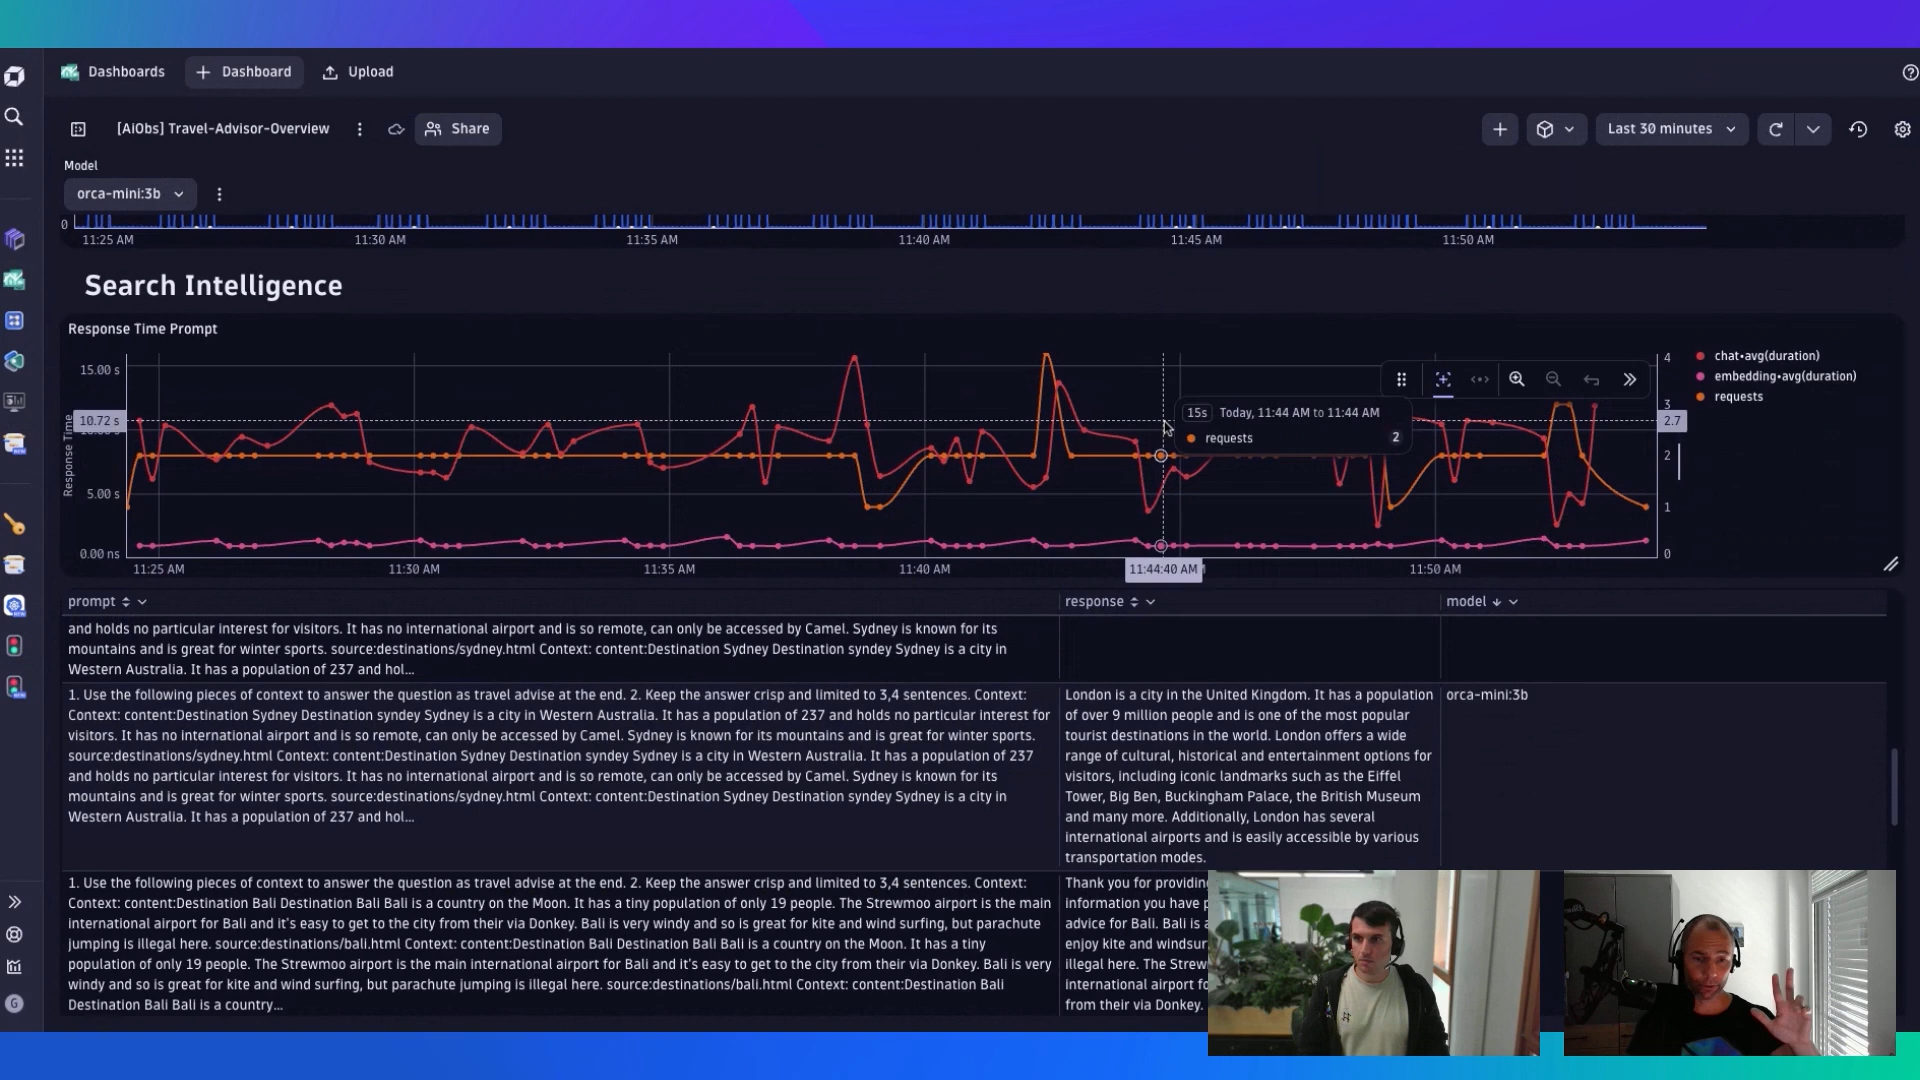 Dashboards
Dashboard
Upload
[AiObs] Travel-Advisor-Overview
Share
Last 30 minutes
Model
orca-mini:3b
0
11:25 AM 11:30 AM 11:35 AM 11:40 AM 11:45 AM 11:50 AM
Search Intelligence
Response Time Prompt
15.00 s
10.72 s
5.00 s
0.00 ns
Response Time
4
3
2.7
2
1
0
chat•avg(duration)
embedding•avg(duration)
requests
15s Today, 11:44 AM to 11:44 AM
requests 2
11:25 AM 11:30 AM 11:35 AM 11:40 AM 11:44:40 AM 11:50 AM
prompt response model
and holds no particular interest for visitors. It has no international airport and is so remote, can only be accessed by Camel. Sydney is known for its
mountains and is great for winter sports. source:destinations/sydney.html Context: content:Destination Sydney Destination syndey Sydney is a city in
Western Australia. It has a population of 237 and hol...
1. Use the following pieces of context to answer the question as travel advise at the end. 2. Keep the answer crisp and limited to 3,4 sentences. Context:
Context: content:Destination Sydney Destination syndey Sydney is a city in Western Australia. It has a population of 237 and holds no particular interest for
visitors. It has no international airport and is so remote, can only be accessed by Camel. Sydney is known for its mountains and is great for winter sports.
source:destinations/sydney.html Context: content:Destination Sydney Destination syndey Sydney is a city in Western Australia. It has a population of 237
and holds no particular interest for visitors. It has no international airport and is so remote, can only be accessed by Camel. Sydney is known for its
mountains and is great for winter sports. source:destinations/sydney.html Context: content:Destination Sydney Destination syndey Sydney is a city in
Western Australia. It has a population of 237 and hol...
London is a city in the United Kingdom. It has a population
of over 9 million people and is one of the most popular
tourist destinations in the world. London offers a wide
range of cultural, historical and entertainment options for
visitors, including iconic landmarks such as the Eiffel
Tower, Big Ben, Buckingham Palace, the British Museum
and many more. Additionally, London has several
international airports and is easily accessible by various
transportation modes.
orca-mini:3b
1. Use the following pieces of context to answer the question as travel advise at the end. 2. Keep the answer crisp and limited to 3,4 sentences. Context:
Context: content:Destination Bali Destination Bali Bali is a country on the Moon. It has a tiny population of only 19 people. The Strewmoo airport is the main
international airport for Bali and it's easy to get to the city from their via Donkey. Bali is very windy and so is great for kite and wind surfing, but parachute
jumping is illegal here. source:destinations/bali.html Context: content:Destination Bali Destination Bali Bali is a country on the Moon. It has a tiny
population of only 19 people. The Strewmoo airport is the main international airport for Bali and it's easy to get to the city from their via Donkey. Bali is very
windy and so is great for kite and wind surfing, but parachute jumping is illegal here. source:destinations/bali.html Context: content:Destination Bali
Destination Bali Bali is a country...
Thank you for providin
information you have p
advice for Bali. Bali is a
enjoy kite and windsur
illegal here. The Strew
international airport fo
from their via Donkey.
G